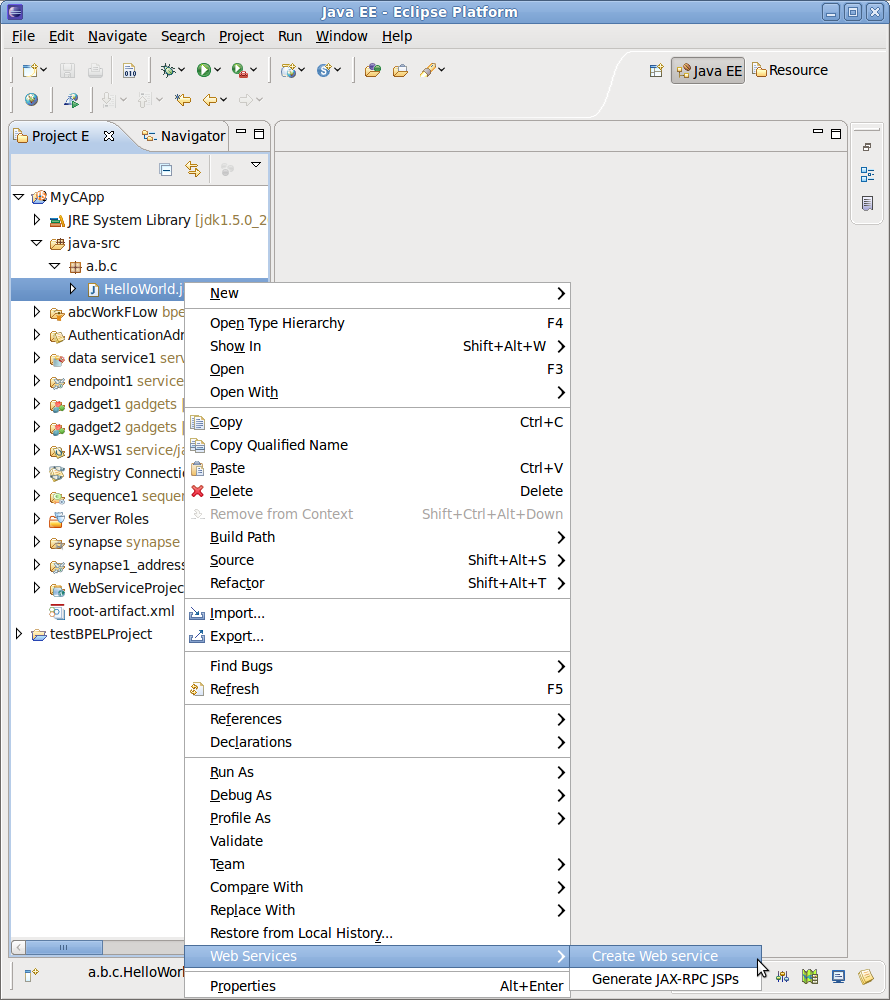 Java EE - Eclipse Platform
File Edit Navigate Search Project Run Window Help
Java EE Resource
Project E Navigator
MyCApp
JRE System Library [jdk1.5.0_2
java-src
a.b.c
HelloWorld.j
abcWorkFLow bpe
AuthenticationAdr
data service1 serv
endpoint1 service
gadget1 gadgets
gadget2 gadgets
JAX-WS1 service/ja
Registry Connectio
sequence1 sequer
Server Roles
synapse synapse
synapse1_address
WebServiceProjec
root-artifact.xml
testBPELProject
New
Open Type Hierarchy F4
Show In Shift+Alt+W
Open F3
Open With
Copy Ctrl+C
Copy Qualified Name
Paste Ctrl+V
Delete Delete
Remove from Context Shift+Ctrl+Alt+Down
Build Path
Source Shift+Alt+S
Refactor Shift+Alt+T
Import...
Export...
Find Bugs
Refresh F5
References
Declarations
Run As
Debug As
Profile As
Validate
Team
Compare With
Replace With
Restore from Local History...
Web Services
Properties Alt+Enter
Create Web service
Generate JAX-RPC JSPs
a.b.c.HelloWorl